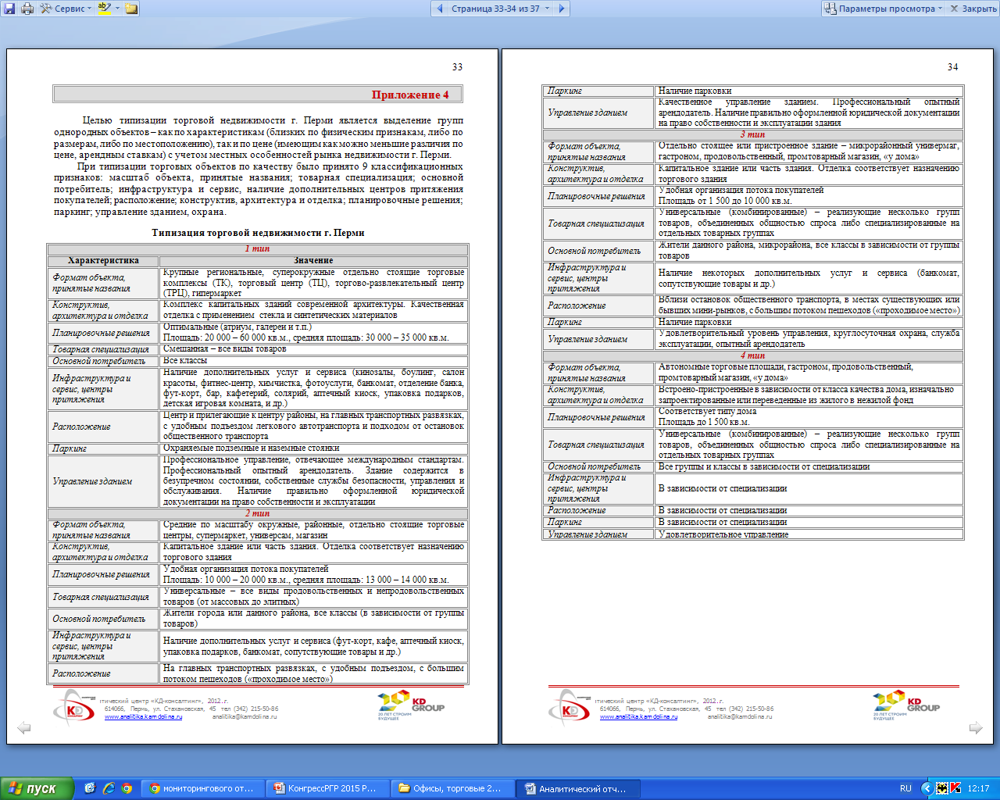 Сервис
Страница 33-34 из 37
Параметры просмотра
Закрыть
33
Приложение 4
Целью типизации торговой недвижимости г. Перми является выделение групп
однородных объектов – как по характеристикам (близких по физическим признакам, либо по
размерам, либо по местоположению), так и по цене (имеющим как можно меньшие различия по
цене, арендным ставкам) с учетом местных особенностей рынка недвижимости г. Перми.
При типизации торговых объектов по качеству было принято 9 классификационных
признаков: масштаб объекта, принятые названия; товарная специализация; основной
потребитель; инфраструктура и сервис, наличие дополнительных центров притяжения
покупателей; расположение; конструктив, архитектура и отделка; планировочные решения;
паркинг; управление зданием, охрана.
Типизация торговой недвижимости г. Перми
1 тип
Характеристика Значение
Формат объекта,
принятые названия
Крупные региональные, суперокружные отдельно стоящие торговые
комплексы (ТК), торговый центр (ТЦ), торгово-развлекательный центр
(ТРЦ), гипермаркет
Конструктив,
архитектура и отделка
Комплекс капитальных зданий современной архитектуры. Качественная
отделка с применением стекла и синтетических материалов
Планировочные решения
Оптимальные (атриум, галереи и т.п.)
Площадь: 20 000 – 60 000 кв.м., средняя площадь: 30 000 – 35 000 кв.м.
Товарная специализация Смешанная – все виды товаров
Основной потребитель Все классы
Инфраструктура и
сервис, центры
притяжения
Наличие дополнительных услуг и сервиса (кинозалы, боулинг, салон
красоты, фитнес-центр, химчистка, фотоуслуги, банкомат, отделение банка,
фут-корт, бар, кафетерий, солярий, аптечный киоск, упаковка подарков,
детская игровая комната, и др.)
Расположение
Центр и прилегающие к центру районы, на главных транспортных развязках,
с удобным подъездом легкового автотранспорта и подходом от остановок
общественного транспорта
Паркинг Охраняемые подземные и наземные стоянки
Управление зданием
Профессиональное управление, отвечающее международным стандартам.
Профессиональный опытный арендодатель. Здание содержится в
безупречном состоянии, собственные службы безопасности, управления и
обслуживания. Наличие правильно оформленной юридической
документации на право собственности и эксплуатации
2 тип
Формат объекта,
принятые названия
Средние по масштабу окружные, районные, отдельно стоящие торговые
центры, супермаркет, универсам, магазин
Конструктив,
архитектура и отделка
Капитальное здание или часть здания. Отделка соответствует назначению
торгового здания
Планировочные решения
Удобная организация потока покупателей
Площадь: 10 000 – 20 000 кв.м., средняя площадь: 13 000 – 14 000 кв.м.
Товарная специализация
Универсальные – все виды продовольственных и непродовольственных
товаров (от массовых до элитных)
Основной потребитель
Жители города или данного района, все классы (в зависимости от группы
товаров)
Инфраструктура и
сервис, центры
притяжения
Наличие дополнительных услуг и сервиса (фут-корт, кафе, аптечный киоск,
упаковка подарков, банкомат, сопутствующие товары и др.)
Расположение
На главных транспортных развязках, с удобным подъездом, с большим
потоком пешеходов («проходимое место»)
КД
тический центр «КД-консалтинг», 2012.г.
614066, Пермь, ул. Стахановская, 45 тел (342) 215-50-86
www.analitika.kamdolina.ru analitika@kamdolina.ru
KD
GROUP
20 ЛЕТ СТРОИМ
БУДУЩЕЕ
34
Паркинг Наличие парковки
Управление зданием
Качественное управление зданием. Профессиональный опытный
арендодатель. Наличие правильно оформленной юридической документации
на право собственности и эксплуатации здания
3 тип
Формат объекта,
принятые названия
Отдельно стоящее или пристроенное здание – микрорайонный универмаг,
гастроном, продовольственный, промтоварный магазин, «у дома»
Конструктив,
архитектура и отделка
Капитальное здание или часть здания. Отделка соответствует назначению
торгового здания
Планировочные решения
Удобная организация потока покупателей
Площадь от 1 500 до 10 000 кв.м.
Товарная специализация
Универсальные (комбинированные) – реализующие несколько групп
товаров, объединенных общностью спроса либо специализированные на
отдельных товарных группах
Основной потребитель
Жители данного района, микрорайона, все классы в зависимости от группы
товаров
Инфраструктура и
сервис, центры
притяжения
Наличие некоторых дополнительных услуг и сервиса (банкомат,
сопутствующие товары и др.)
Расположение
Вблизи остановок общественного транспорта, в местах существующих или
бывших мини-рынков, с большим потоком пешеходов («проходимое место»)
Паркинг Наличие парковки
Управление зданием
Удовлетворительный уровень управления, круглосуточная охрана, служба
эксплуатации, опытный арендодатель
4 тип
Формат объекта,
принятые названия
Автономные торговые площади, гастроном, продовольственный,
промтоварный магазин, «у дома»
Конструктив,
архитектура и отделка
Встроено-пристроенные в зависимости от класса качества дома, изначально
запроектированные или переведенные из жилого в нежилой фонд
Планировочные решения
Соответствует типу дома
Площадь до 1 500 кв.м.
Товарная специализация
Универсальные (комбинированные) – реализующие несколько групп
товаров, объединенных общностью спроса либо специализированные на
отдельных товарных группах
Основной потребитель Все группы и классы в зависимости от специализации
Инфраструктура и
сервис, центры
притяжения
В зависимости от специализации
Расположение В зависимости от специализации
Паркинг В зависимости от специализации
Управление зданием Удовлетворительное управление
КД
тический центр «КД-консалтинг», 2012.г.
614066, Пермь, ул. Стахановская, 45 тел (342) 215-50-86
www.analitika.kamdolina.ru analitika@kamdolina.ru
KD
GROUP
20 ЛЕТ СТРОИМ
БУДУЩЕЕ
пуск
мониторингового от...
КонгрессРГР 2015 Р...
Офисы, торговые 2...
Аналитический отч...
RU
12:17